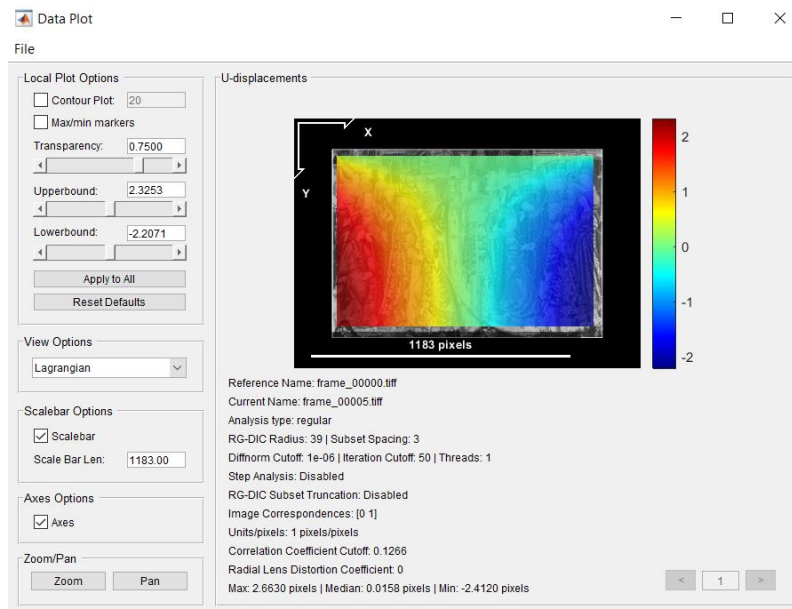 Data Plot
File
Local Plot Options
Contour Plot: 20
Max/min markers
Transparency: 0.7500
Upperbound: 2.3253
Lowerbound: -2.2071
Apply to All
Reset Defaults
View Options
Lagrangian
Scalebar Options
Scalebar
Scale Bar Len: 1183.00
Axes Options
Axes
Zoom/Pan
Zoom Pan
U-displacements
X
Y
1183 pixels
2
1
0
-1
-2
Reference Name: frame_00000.tiff
Current Name: frame_00005.tiff
Analysis type: regular
RG-DIC Radius: 39 | Subset Spacing: 3
Diffnorm Cutoff: 1e-06 | Iteration Cutoff: 50 | Threads: 1
Step Analysis: Disabled
RG-DIC Subset Truncation: Disabled
Image Correspondences: [0 1]
Units/pixels: 1 pixels/pixels
Correlation Coefficient Cutoff: 0.1266
Radial Lens Distortion Coefficient: 0
Max: 2.6630 pixels | Median: 0.0158 pixels | Min: -2.4120 pixels
< 1 >